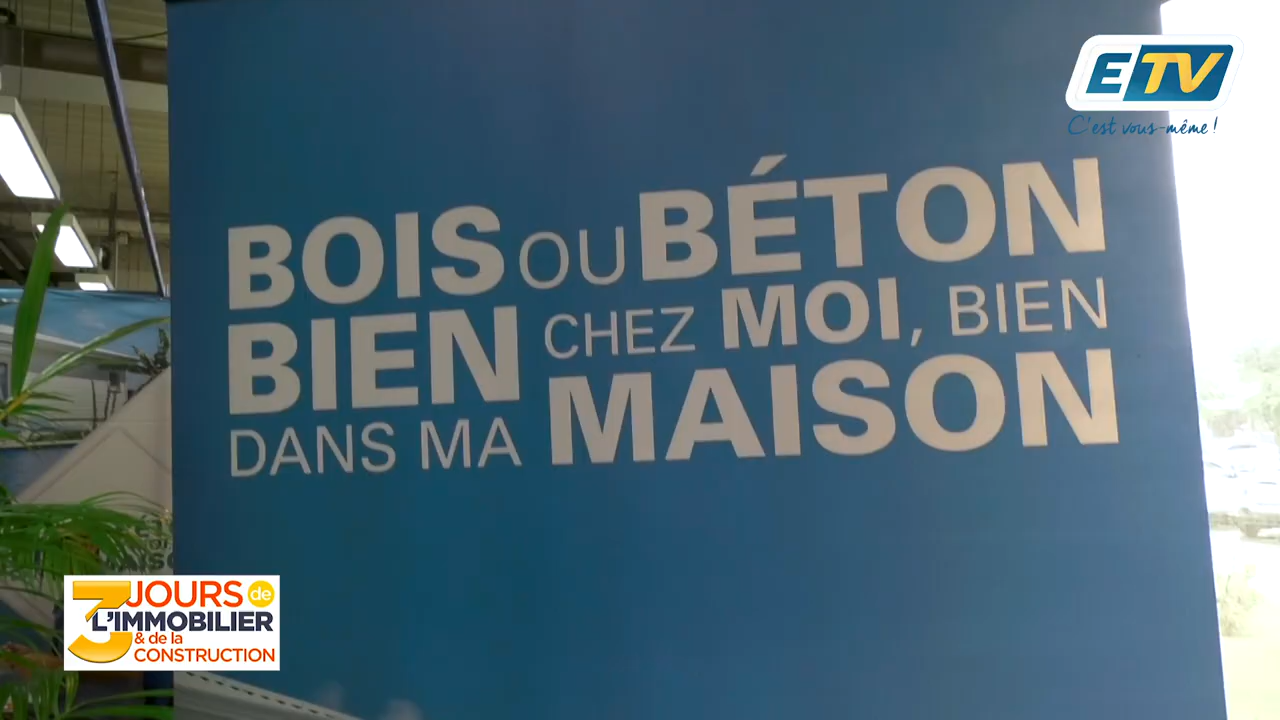 ETV
C'est vous-même !
BOIS OU BÉTON
BIEN CHEZ MOI, BIEN
DANS MA MAISON
3 JOURS de
L'IMMOBILIER
& de la
CONSTRUCTION